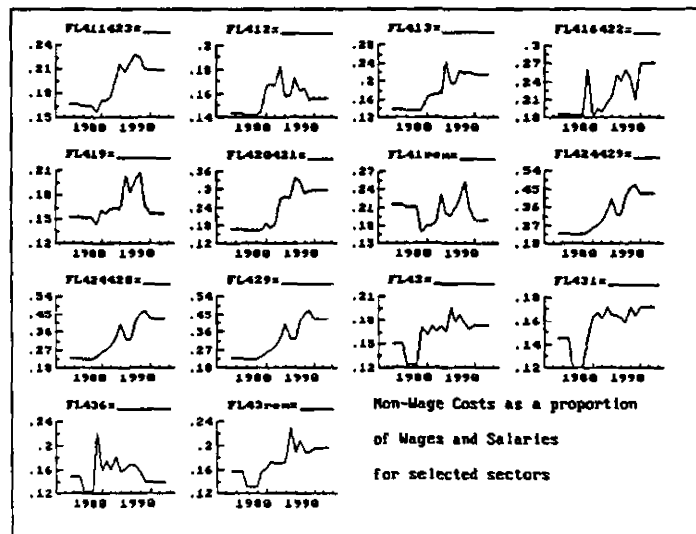 FL411423z FL412z FL413z FL416422z
.24 .2 .28 .3
.21 .18 .24 .27
.18 .16 .2 .24
.15 .14 .16 .21
.12 .18
1980 1990 1980 1990 1980 1990 1980 1990
FL419z FL420421z FL41remz FL424429z
.21 .36 .27 .54
.18 .3 .24 .45
.15 .24 .21 .36
.12 .18 .18 .27
.12 .15 .18
1980 1990 1980 1990 1980 1990 1980 1990
FL424428z FL429z FL431z
.54 .54 .21 .18
.45 .45 .18 .16
.36 .36 .15 .14
.27 .27 .12 .12
.18 .18
1980 1990 1980 1990 1980 1990 1980 1990
FL436z FL43remz
.24 .24
.2 .2
.16 .16
.12 .12
1980 1990 1980 1990
Non-Wage Costs as a proportion
of Wages and Salaries
for selected sectors